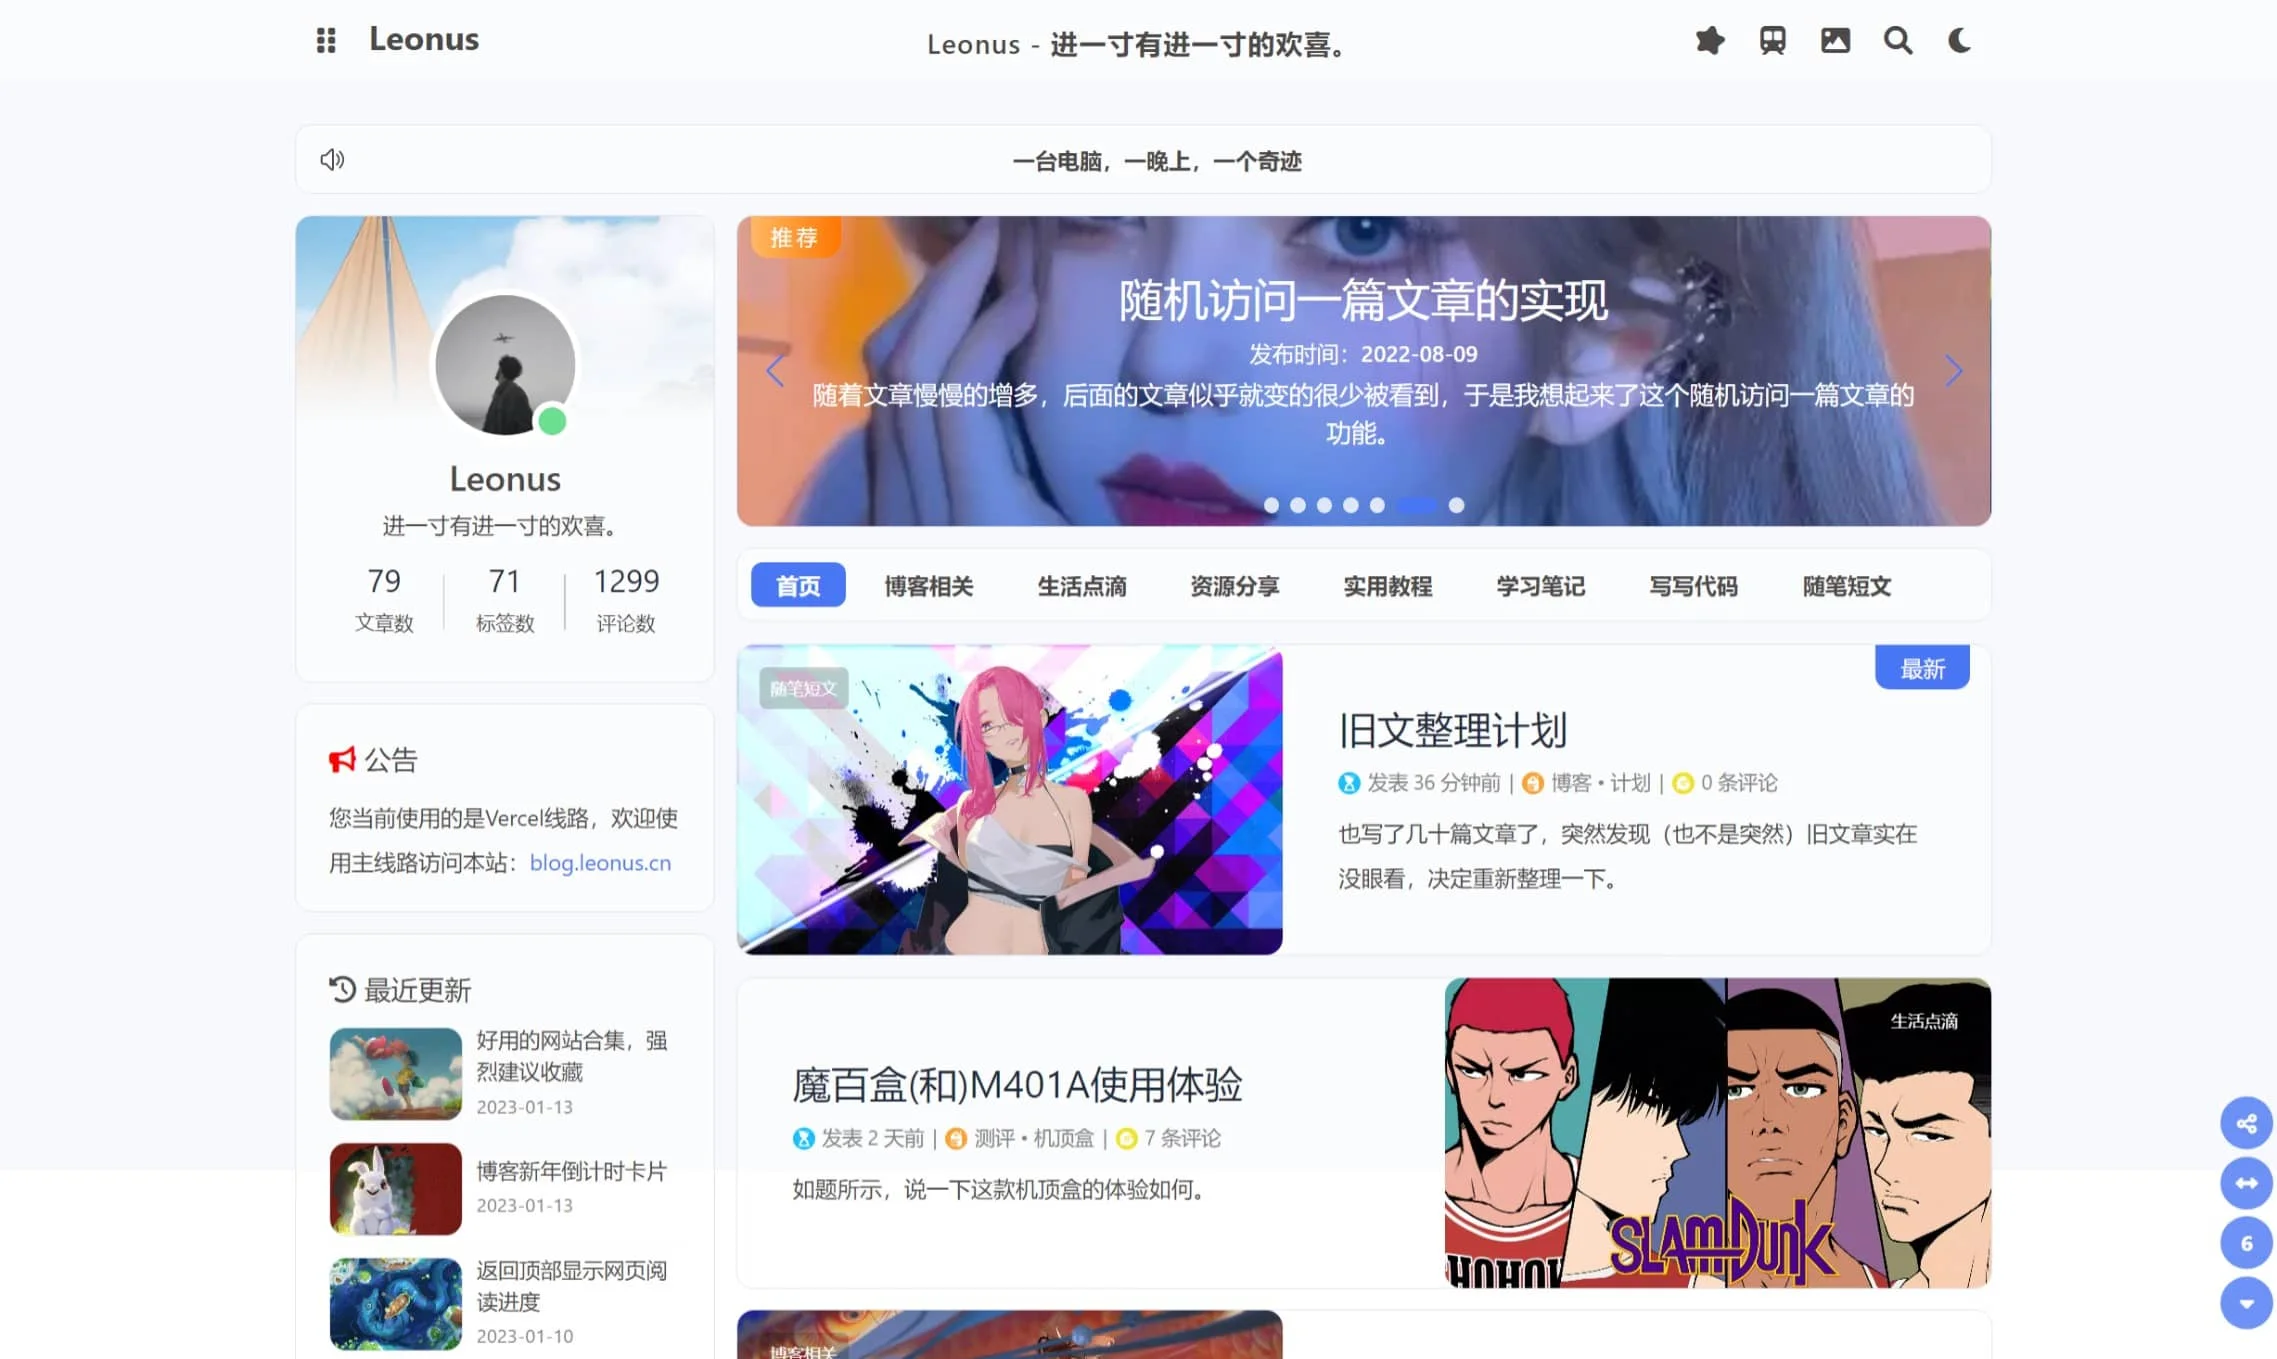 Leonus
Leonus - 进一寸有进一寸的欢喜。
一台电脑，一晚上，一个奇迹
Leonus
进一寸有进一寸的欢喜。
79 71 1299
文章数 标签数 评论数
公告
您当前使用的是Vercel线路，欢迎使
用主线路访问本站：blog.leonus.cn
最近更新
好用的网站合集，强
烈建议收藏
2023-01-13
博客新年倒计时卡片
2023-01-13
返回顶部显示网页阅
读进度
2023-01-10
推荐
随机访问一篇文章的实现
发布时间：2022-08-09
随着文章慢慢的增多，后面的文章似乎就变的很少被看到，于是我想起来了这个随机访问一篇文章的
功能。
首页 博客相关 生活点滴 资源分享 实用教程 学习笔记 写写代码 随笔短文
随笔短文
最新
旧文整理计划
发表 36 分钟前 | 博客 • 计划 | 0 条评论
也写了几十篇文章了，突然发现（也不是突然）旧文章实在
没眼看，决定重新整理一下。
魔百盒(和)M401A使用体验
发表 2 天前 | 测评 • 机顶盒 | 7 条评论
如题所示，说一下这款机顶盒的体验如何。
生活点滴
SLAM DUNK
博客相关
6